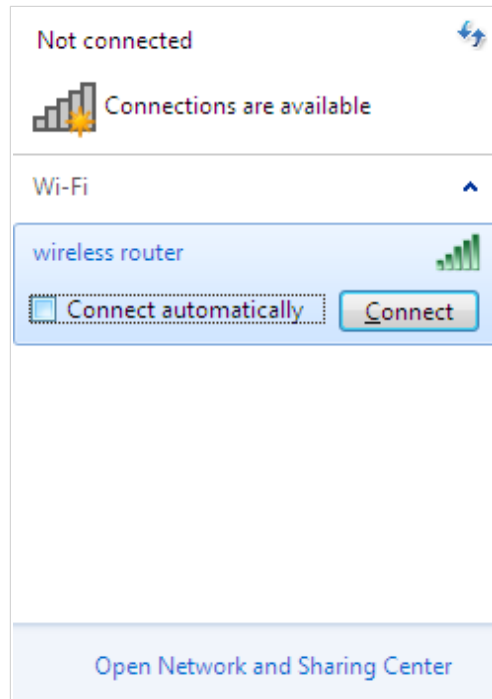 Not connected
Connections are available
Wi-Fi
wireless router
Connect automatically Connect
Open Network and Sharing Center